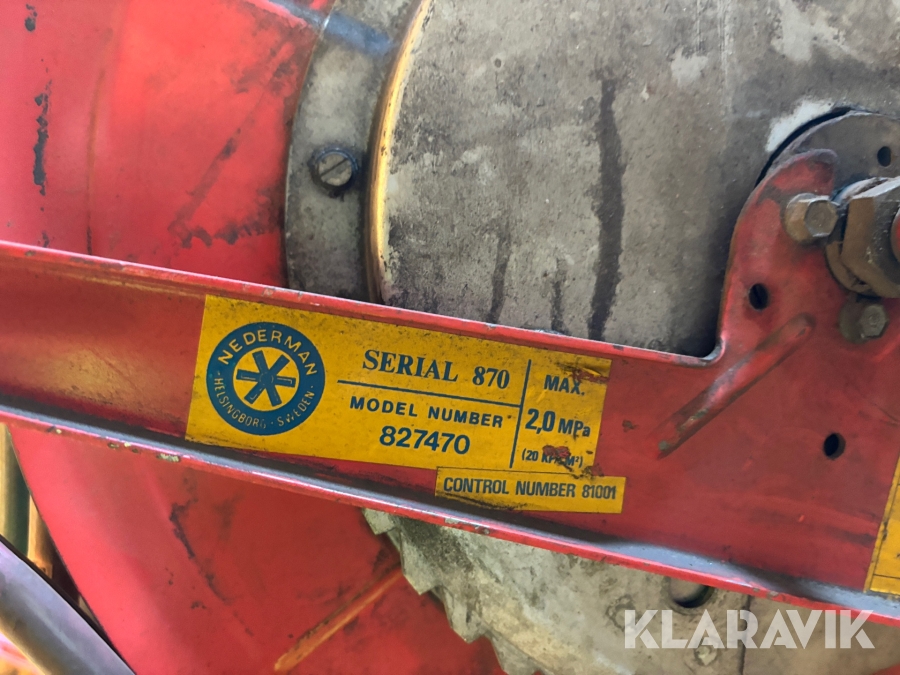 NEDERMAN
HELSINGBORG · SWEDEN
SERIAL 870
MODEL NUMBER
827470
MAX.
2,0 MPa
CONTROL NUMBER 81001
KLARAVIK